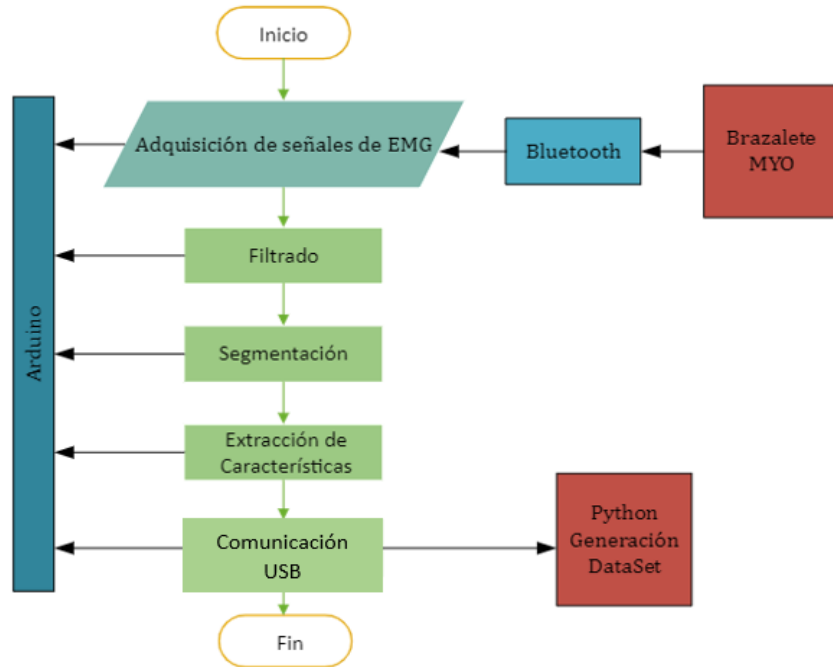 Inicio
Adquisición de señales de EMG
Bluetooth
Brazalete
MYO
Arduino
Filtrado
Segmentación
Extracción de
Características
Comunicación
USB
Python
Generación
DataSet
Fin